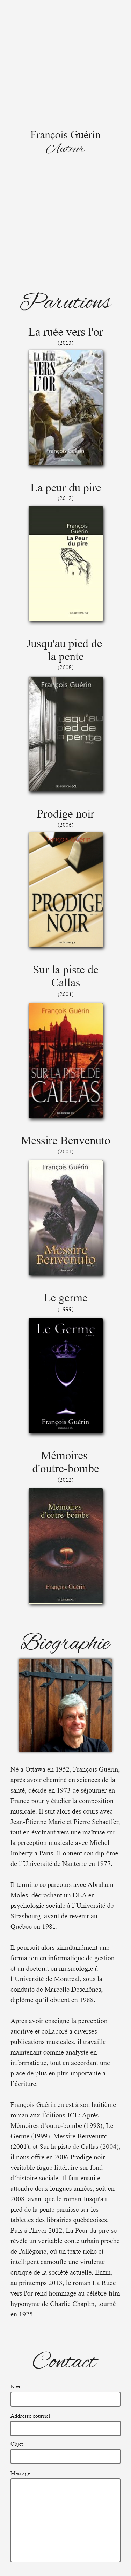 François Guérin
Auteur
Parutions
La ruée vers l'or
(2013)
LA RUÉE
VERS
L'OR
François Guérin
La peur du pire
(2012)
François
Guérin
La Peur
du pire
Jusqu'au pied de
la pente
(2008)
François Guérin
jusqu'au
pied de
la pente
Prodige noir
(2006)
François Guérin
PRODIGE
NOIR
Sur la piste de
Callas
(2004)
François Guérin
SUR LA PISTE DE
CALLAS
Messire Benvenuto
(2001)
François Guérin
Messire
Benvenuto
Le germe
(1999)
Le Germe
François Guérin
Mémoires
d'outre-bombe
(2012)
Mémoires
d'outre-bombe
François Guérin
Biographie
Né à Ottawa en 1952, François Guérin,
après avoir cheminé en sciences de la
santé, décide en 1973 de séjourner en
France pour y étudier la composition
musicale. Il suit alors des cours avec
Jean-Étienne Marie et Pierre Schaeffer,
tout en évoluant vers une maîtrise sur
la perception musicale avec Michel
Imberty à Paris. Il obtient son diplôme
de l'Université de Nanterre en 1977.
Il termine ce parcours avec Abraham
Moles, décrochant un DEA en
psychologie sociale à l'Université de
Strasbourg, avant de revenir au
Québec en 1981.
Il poursuit alors simultanément une
formation en informatique de gestion
et un doctorat en musicologie à
l'Université de Montréal, sous la
conduite de Marcelle Deschênes,
diplôme qu'il obtient en 1988.
Après avoir enseigné la perception
auditive et collaboré à diverses
publications musicales, il travaille
maintenant comme analyste en
informatique, tout en accordant une
place de plus en plus importante à
l'écriture.
François Guérin en est à son huitième
roman aux Éditions JCL: Après
Mémoires d'outre-bombe (1998), Le
Germe (1999), Messire Benvenuto
(2001), et Sur la piste de Callas (2004),
il nous offre en 2006 Prodige noir,
véritable fugue littéraire sur fond
d'histoire sociale. Il faut ensuite
attendre deux longues années, soit en
2008, avant que le roman Jusqu'au
pied de la pente paraisse sur les
tablettes des librairies québécoises.
Puis à l'hiver 2012, La Peur du pire se
révèle un véritable conte urbain proche
de l'allégorie, où un texte riche et
intelligent camoufle une virulente
critique de la société actuelle. Enfin,
au printemps 2013, le roman La Ruée
vers l'or rend hommage au célèbre film
hyponyme de Charlie Chaplin, tourné
en 1925.
Contact
Nom
Addresse courriel
Objet
Message